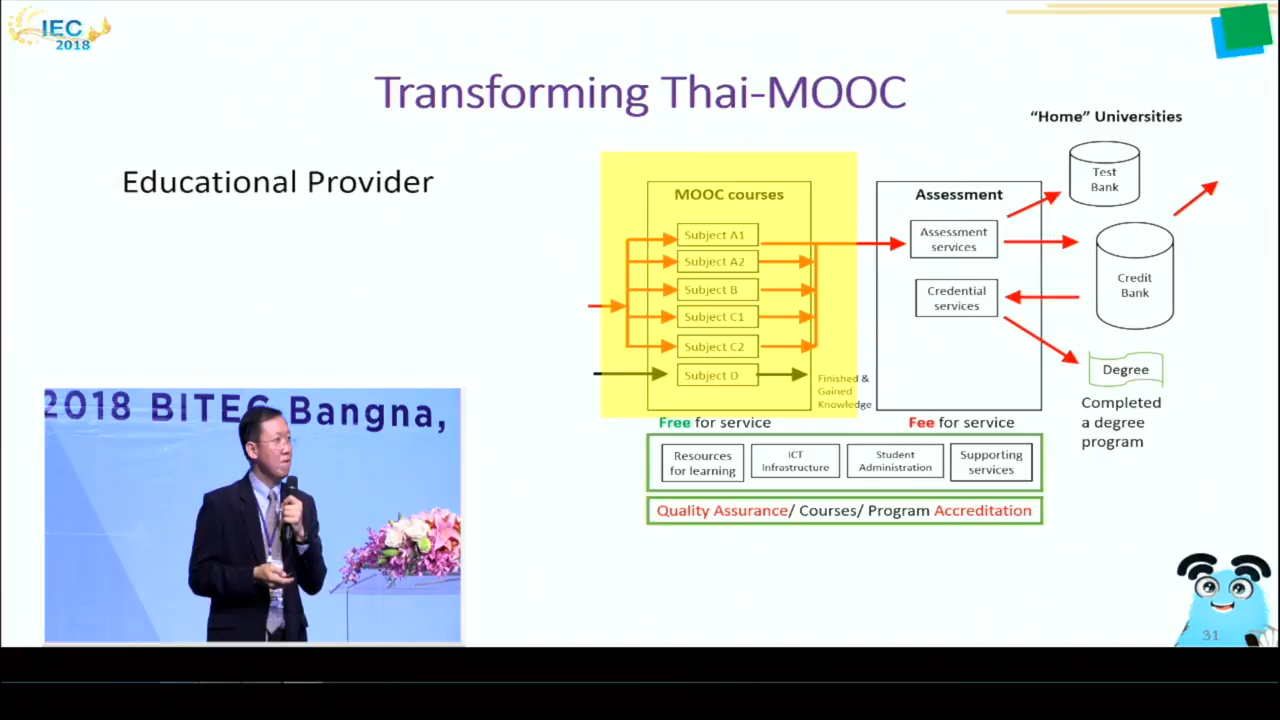 IEC
2018
Transforming Thai-MOOC
"Home" Universities
Educational Provider
MOOC courses
Subject A1
Subject A2
Subject B
Subject C1
Subject C2
Subject D
Finished &
Gained
Knowledge
Assessment
Assessment
services
Credential
services
Test
Bank
Credit
Bank
Degree
Completed
a degree
program
Free for service
Fee for service
Resources
for learning
ICT
Infrastructure
Student
Administration
Supporting
services
Quality Assurance/ Courses/ Program Accreditation
2018 BITEC Bangna,
31